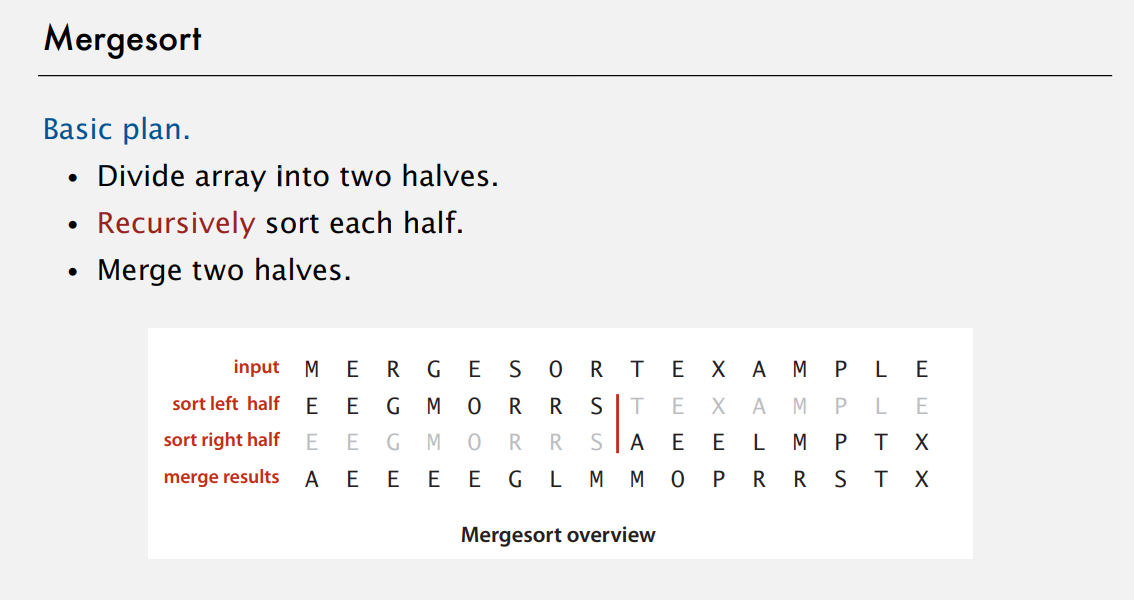 Mergesort
Basic plan.
• Divide array into two halves.
• Recursively sort each half.
• Merge two halves.
input M E R G E S O R T E X A M P L E
sort left half E E G M O R R S T E X A M P L E
sort right half E E G M O R R S A E E L M P T X
merge results A E E E E G L M M O P R R S T X
Mergesort overview